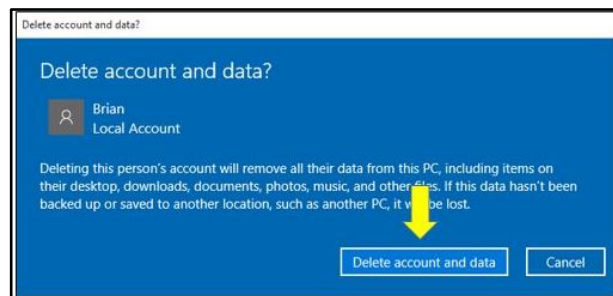 Delete account and data?
Delete account and data?
Brian
Local Account
Deleting this person's account will remove all their data from this PC, including items on
their desktop, downloads, documents, photos, music, and other files. If this data hasn't been
backed up or saved to another location, such as another PC, it will be lost.
Delete account and data
Cancel